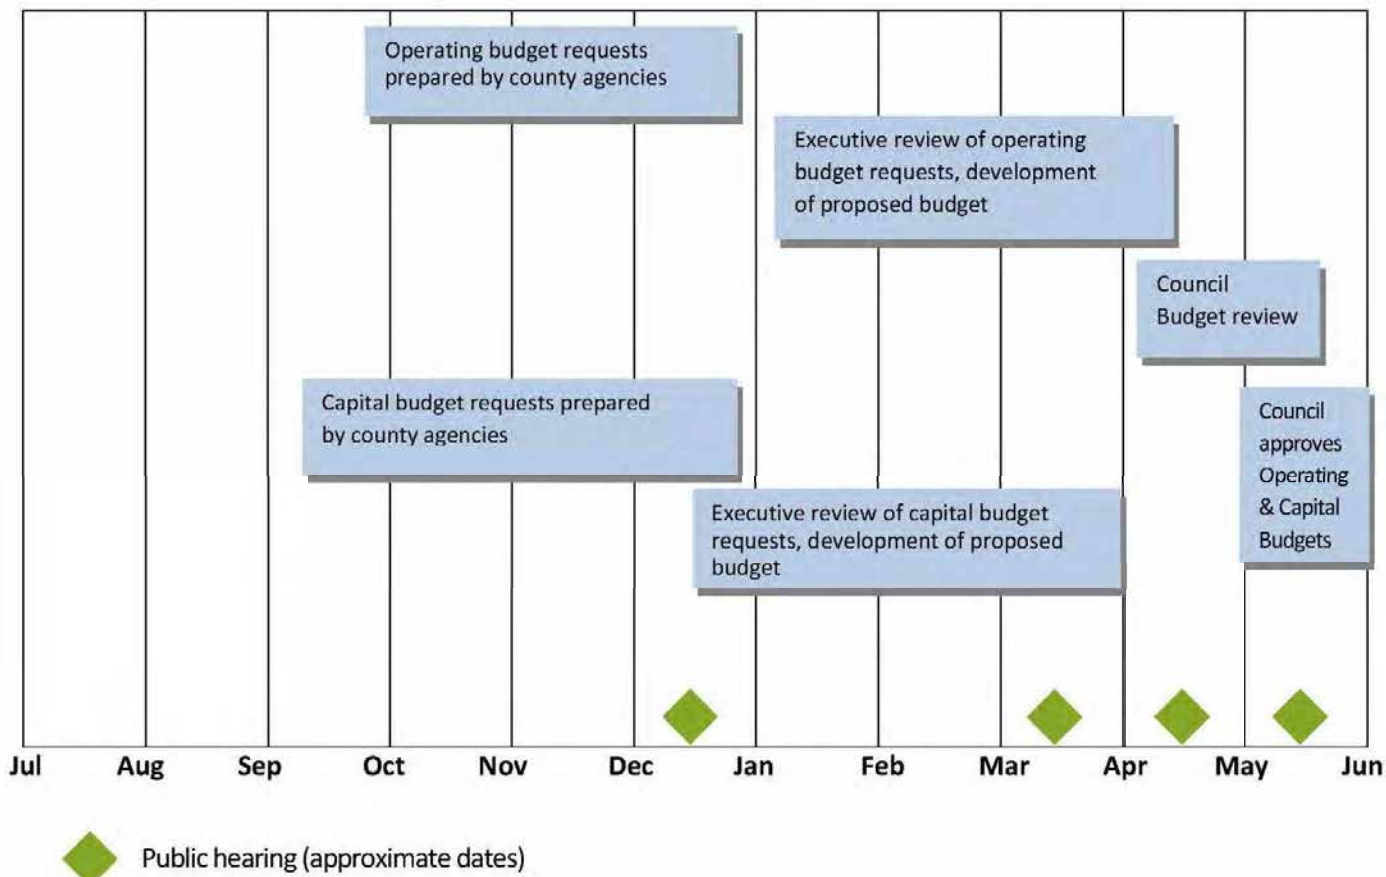 Operating budget requests
prepared by county agencies
Executive review of operating
budget requests, development
of proposed budget
Council
Budget review
Capital budget requests prepared
by county agencies
Council
approves
Operating
& Capital
Budgets
Executive review of capital budget
requests, development of proposed
budget
Jul Aug Sep Oct Nov Dec Jan Feb Mar Apr May Jun
Public hearing (approximate dates)